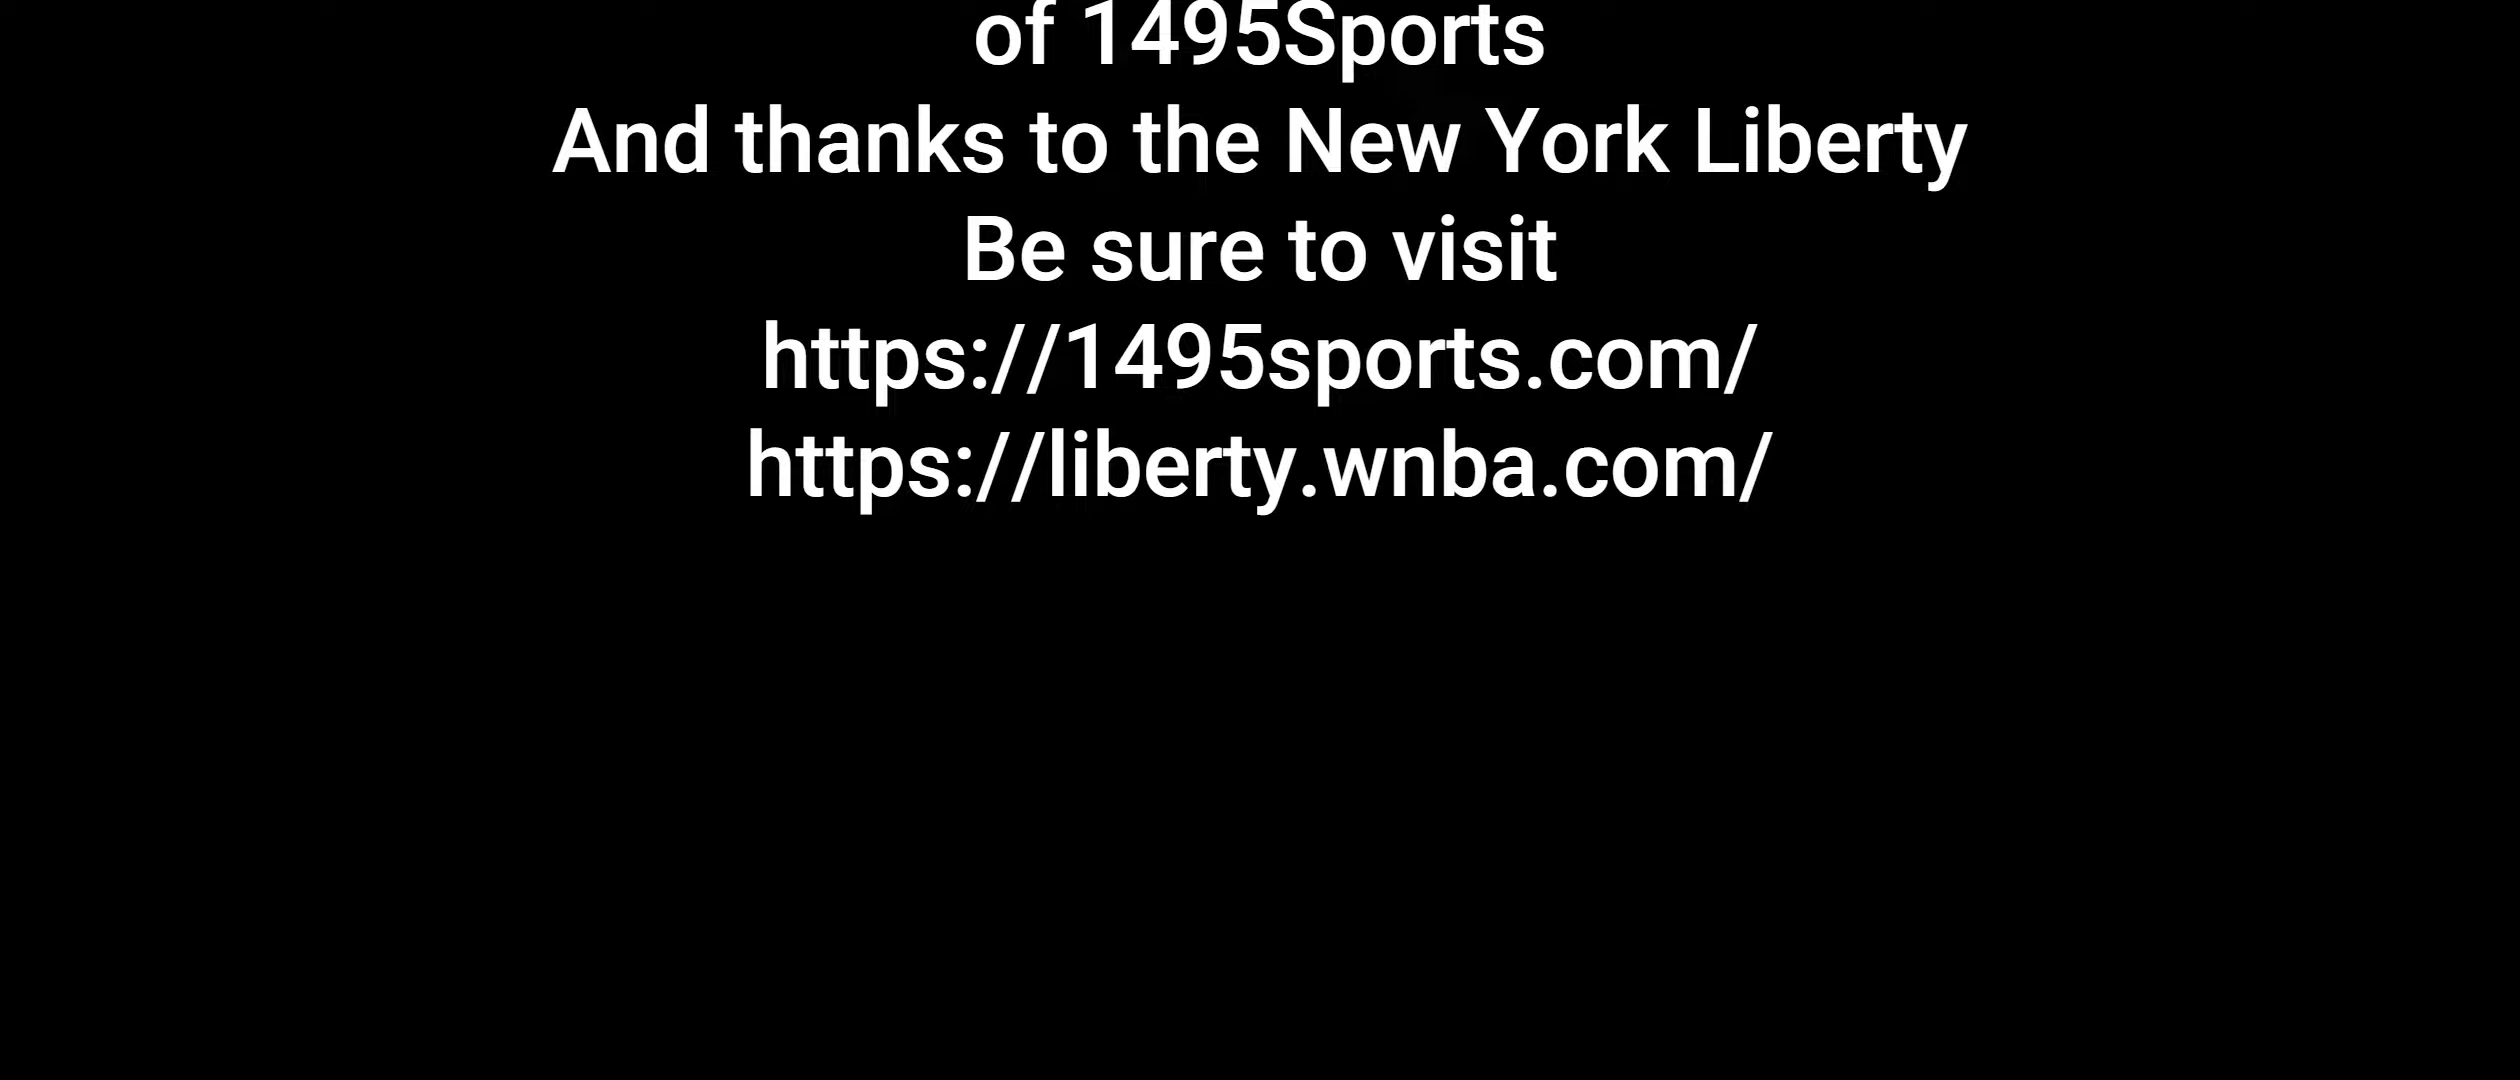 of 1495Sports
And thanks to the New York Liberty
Be sure to visit
https://1495sports.com/
https://liberty.wnba.com/